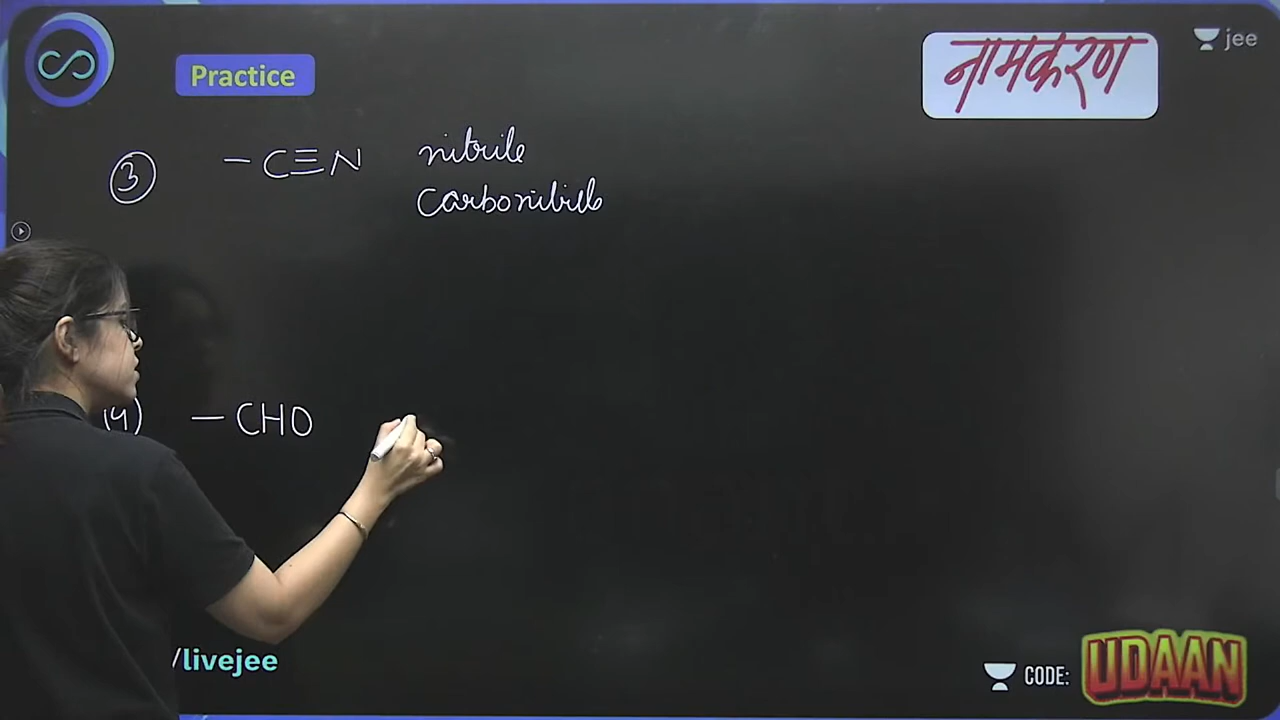 Practice
नामकरण
jee
3 -C≡N nitrile
carbonitrile
(4) -CHO
/livejee
CODE: UDAAN